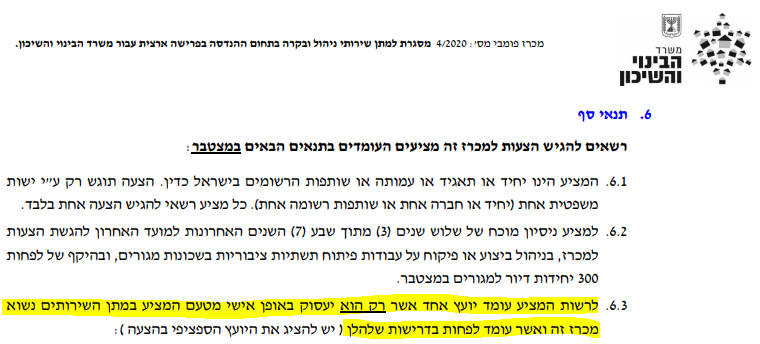 מכרז פומבי מס': 4/2020 מסגרת למתן שירותי ניהול ובקרה בתחום ההנדסה בפרישה ארצית עבור משרד הבינוי והשיכון.
משרד
הבינוי
והשיכון
6. תנאי סף
רשאים להגיש הצעות למכרז זה מציעים העומדים בתנאים הבאים במצטבר:
6.1. המציע הינו יחיד או תאגיד או עמותה או שותפות הרשומים בישראל כדין. הצעה תוגש רק ע"י ישות
משפטית אחת (יחיד או חברה אחת או שותפות רשומה אחת). כל מציע רשאי להגיש הצעה אחת בלבד.
6.2. למציע ניסיון מוכח של שלוש שנים (3) מתוך שבע (7) השנים האחרונות למועד האחרון להגשת הצעות
למכרז, בניהול ביצוע או פיקוח על עבודות פיתוח תשתיות ציבוריות בשכונות מגורים, ובהיקף של לפחות
300 יחידות דיור למגורים במצטבר.
6.3. לרשות המציע עומד יועץ אחד אשר רק הוא יעסוק באופן אישי מטעם המציע במתן השירותים נשוא
מכרז זה ואשר עומד לפחות בדרישות שלהלן ( יש להציג את היועץ הספציפי בהצעה ):